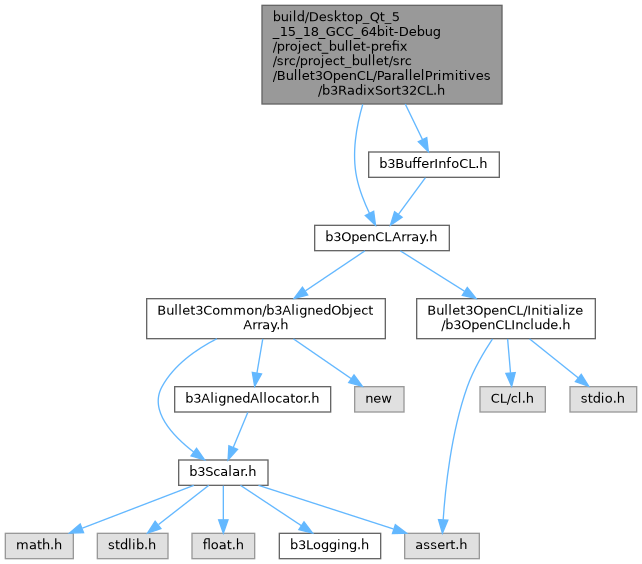 build/Desktop_Qt_5
_15_18_GCC_64bit-Debug
/project_bullet-prefix
/src/project_bullet/src
/Bullet3OpenCL/ParallelPrimitives
/b3RadixSort32CL.h
b3BufferInfoCL.h
b3OpenCLArray.h
Bullet3Common/b3AlignedObject
Array.h
Bullet3OpenCL/Initialize
/b3OpenCLInclude.h
b3AlignedAllocator.h
new
CL/cl.h
stdio.h
b3Scalar.h
math.h
stdlib.h
float.h
b3Logging.h
assert.h